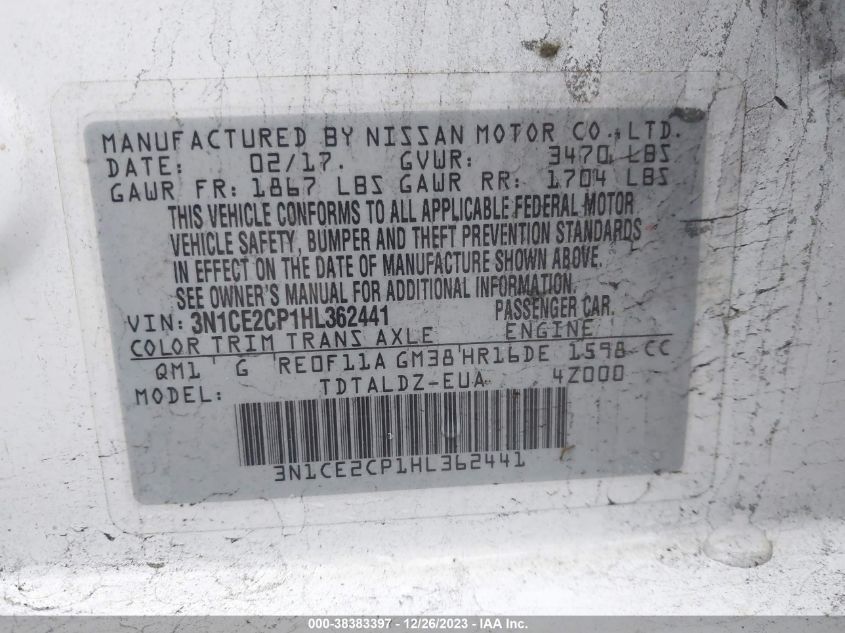 MANUFACTURED BY NISSAN MOTOR CO., LTD.
DATE: 02/17. GVWR: 3470 LBS
GAWR FR: 1867 LBS GAWR RR: 1704 LBS
THIS VEHICLE CONFORMS TO ALL APPLICABLE FEDERAL MOTOR
VEHICLE SAFETY, BUMPER AND THEFT PREVENTION STANDARDS
IN EFFECT ON THE DATE OF MANUFACTURE SHOWN ABOVE.
SEE OWNER'S MANUAL FOR ADDITIONAL INFORMATION.
VIN: 3N1CE2CP1HL362441 PASSENGER CAR.
COLOR TRIM TRANS AXLE ENGINE
QM1 G RE0F11A GM38 HR16DE 1598 CC
MODEL: TDTALDZ-EUA 4Z000
3N1CE2CP1HL362441
000-38383397 - 12/26/2023 - IAA Inc.